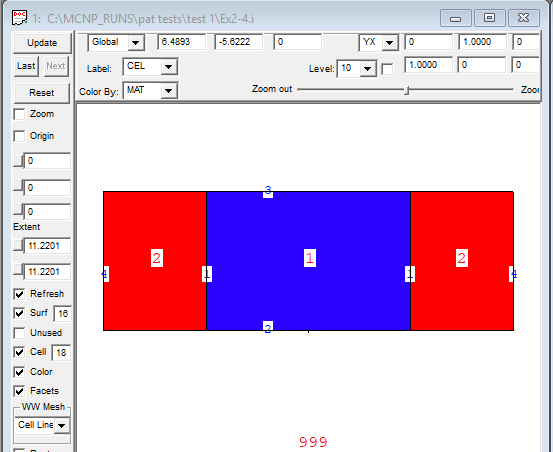 1: C:\MCNP_RUNS\pat tests\test 1\Ex2-4.i
Update
Global 6.4893 -5.6222 0 YX 0 1.0000 0
Last Next
Label: CEL Level: 10 1.0000 0 0
Reset
Color By: MAT Zoom out Zoo
Zoom
Origin
0
0
0
Extent
11.2201
11.2201
Refresh
Surf 16
Unused
Cell 18
Color
Facets
WW Mesh
Cell Line
3
2 1 2
4 1 1 4
2
999